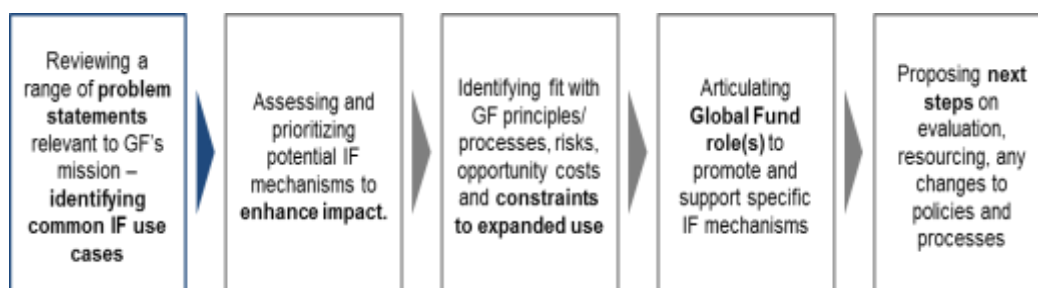 Reviewing a
range of problem
statements
relevant to GF's
mission –
identifying
common IF use
cases
Assessing and
prioritizing
potential IF
mechanisms to
enhance impact.
Identifying fit with
GF principles/
processes, risks,
opportunity costs
and constraints
to expanded use
Articulating
Global Fund
role(s) to
promote and
support specific
IF mechanisms
Proposing next
steps on
evaluation,
resourcing, any
changes to
policies and
processes